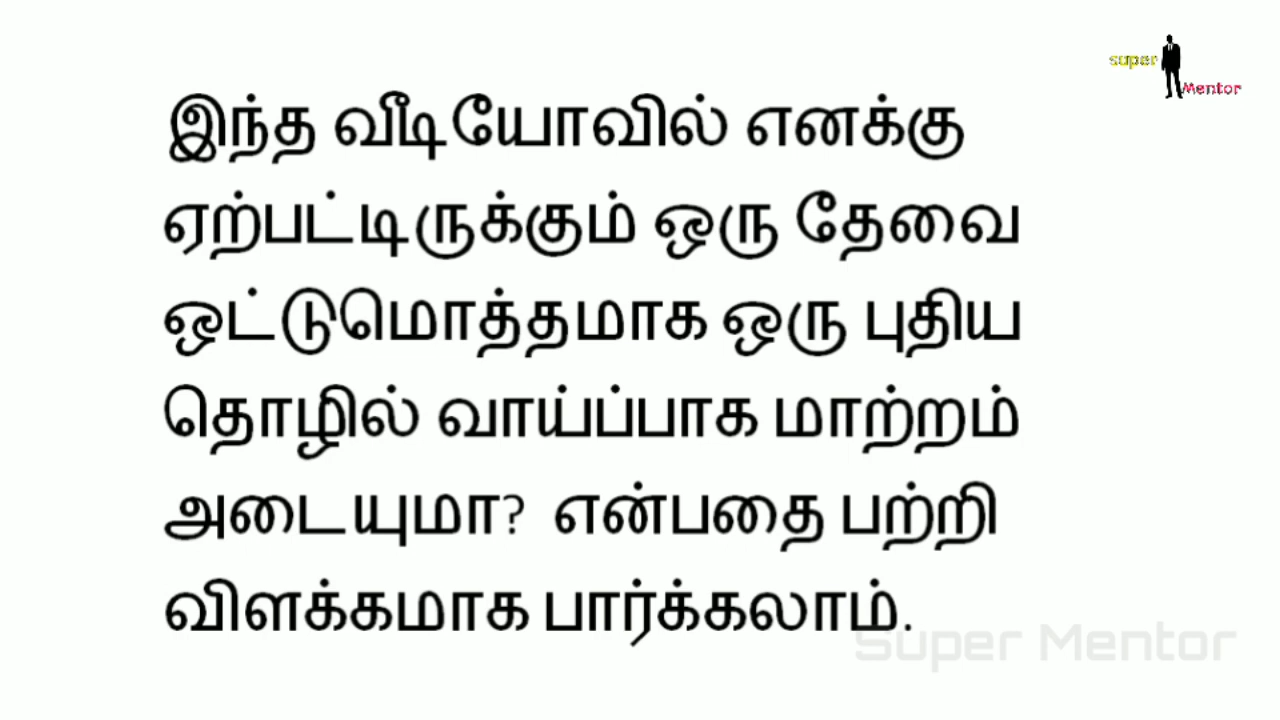 super
Mentor
இந்த வீடியோவில் எனக்கு
ஏற்பட்டிருக்கும் ஒரு தேவை
ஒட்டுமொத்தமாக ஒரு புதிய
தொழில் வாய்ப்பாக மாற்றம்
அடையுமா? என்பதை பற்றி
விளக்கமாக பார்க்கலாம்.
Super Mentor